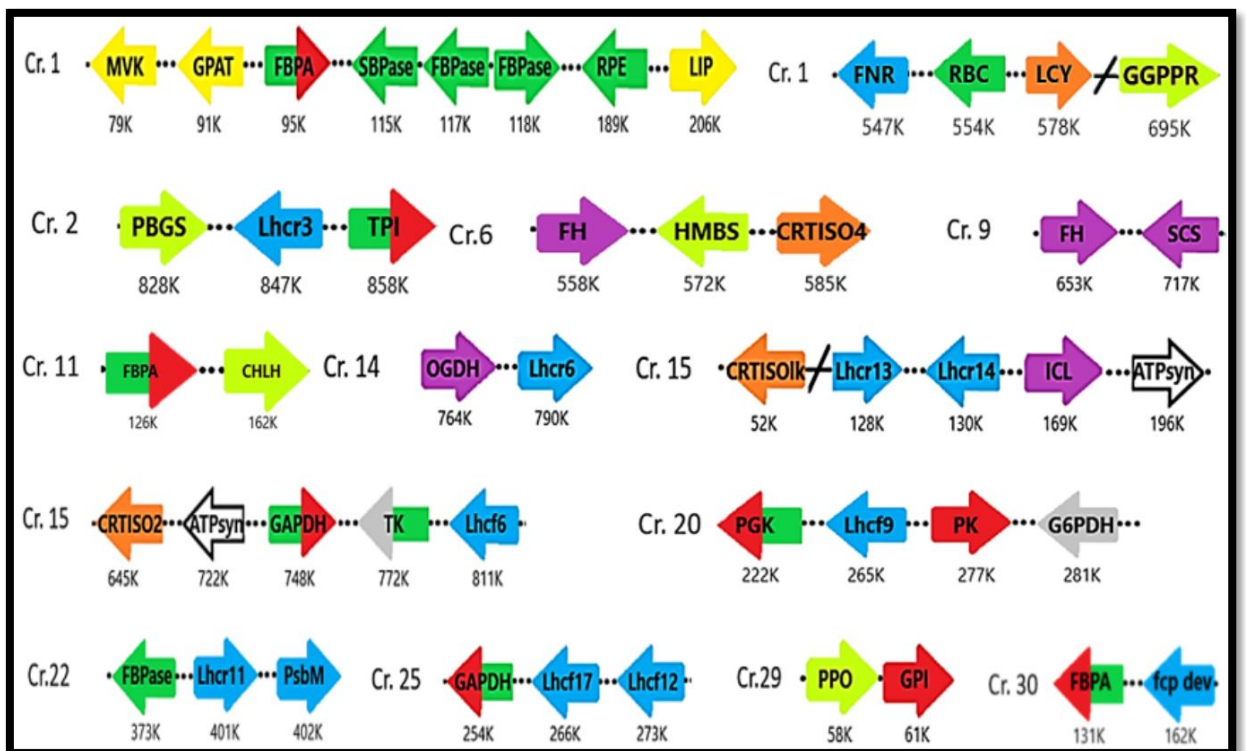 Cr. 1 MVK GPAT FBPA SBPase FBPase FBPase RPE LIP
79K 91K 95K 115K 117K 118K 189K 206K
Cr. 1 FNR RBC LCY GGPPR
547K 554K 578K 695K
Cr. 2 PBGS Lhcr3 TPI
828K 847K 858K
Cr.6 FH HMBS CRTISO4
558K 572K 585K
Cr. 9 FH SCS
653K 717K
Cr. 11 FBPA CHLH
126K 162K
Cr. 14 OGDH Lhcr6
764K 790K
Cr. 15 CRTISOlk Lhcr13 Lhcr14 ICL ATPsyn
52K 128K 130K 169K 196K
Cr. 15 CRTISO2 ATPsyn GAPDH TK Lhcf6
645K 722K 748K 772K 811K
Cr. 20 PGK Lhcf9 PK G6PDH
222K 265K 277K 281K
Cr.22 FBPase Lhcr11 PsbM
373K 401K 402K
Cr. 25 GAPDH Lhcf17 Lhcf12
254K 266K 273K
Cr.29 PPO GPI
58K 61K
Cr. 30 FBPA fcp dev
131K 162K